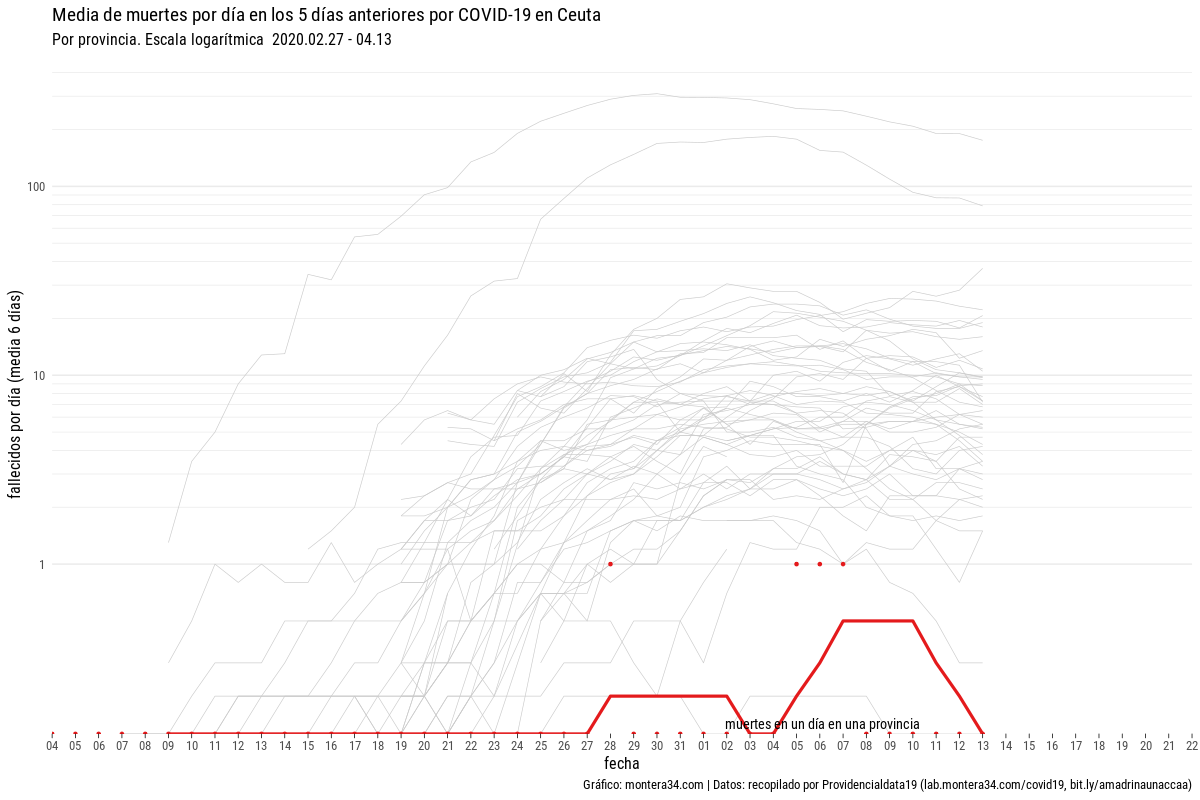 Media de muertes por día en los 5 días anteriores por COVID-19 en Ceuta
Por provincia. Escala logarítmica 2020.02.27 - 04.13
fallecidos por día (media 6 días)
100
10
1
muertes en un día en una provincia
04 05 06 07 08 09 10 11 12 13 14 15 16 17 18 19 20 21 22 23 24 25 26 27 28 29 30 31 01 02 03 04 05 06 07 08 09 10 11 12 13 14 15 16 17 18 19 20 21 22
fecha
Gráfico: montera34.com | Datos: recopilado por Providencialdata19 (lab.montera34.com/covid19, bit.ly/amadrinaunaccaa)